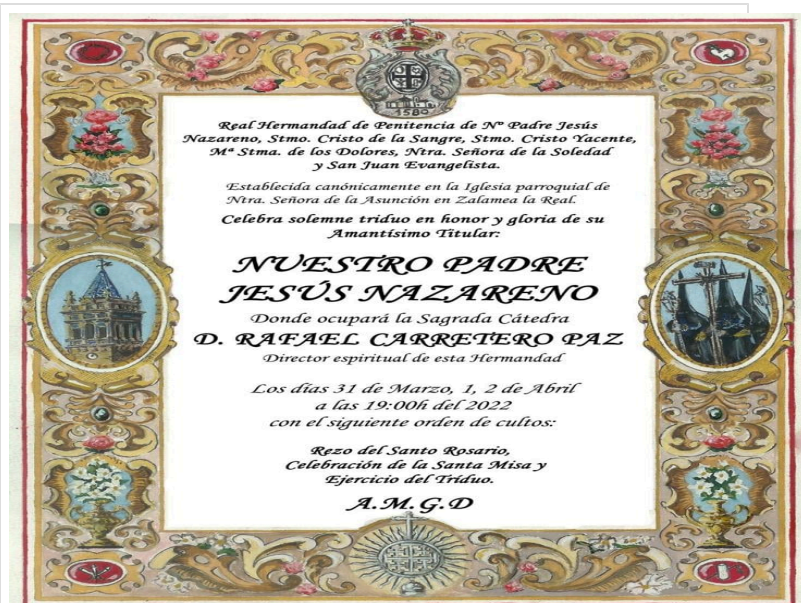 1580
Real Hermandad de Penitencia de Nº Padre Jesús
Nazareno, Stmo. Cristo de la Sangre, Stmo. Cristo Yacente,
Mª Stma. de los Dolores, Ntra. Señora de la Soledad
y San Juan Evangelista.
Establecida canónicamente en la Iglesia parroquial de
Ntra. Señora de la Asunción en Zalamea la Real.
Celebra solemne triduo en honor y gloria de su
Amantísimo Titular:
NUESTRO PADRE
JESÚS NAZARENO
Donde ocupará la Sagrada Cátedra
D. RAFAEL CARRETERO PAZ
Director espiritual de esta Hermandad
Los días 31 de Marzo, 1, 2 de Abril
a las 19:00h del 2022
con el siguiente orden de cultos:
Rezo del Santo Rosario,
Celebración de la Santa Misa y
Ejercicio del Tríduo.
A.M.G.D